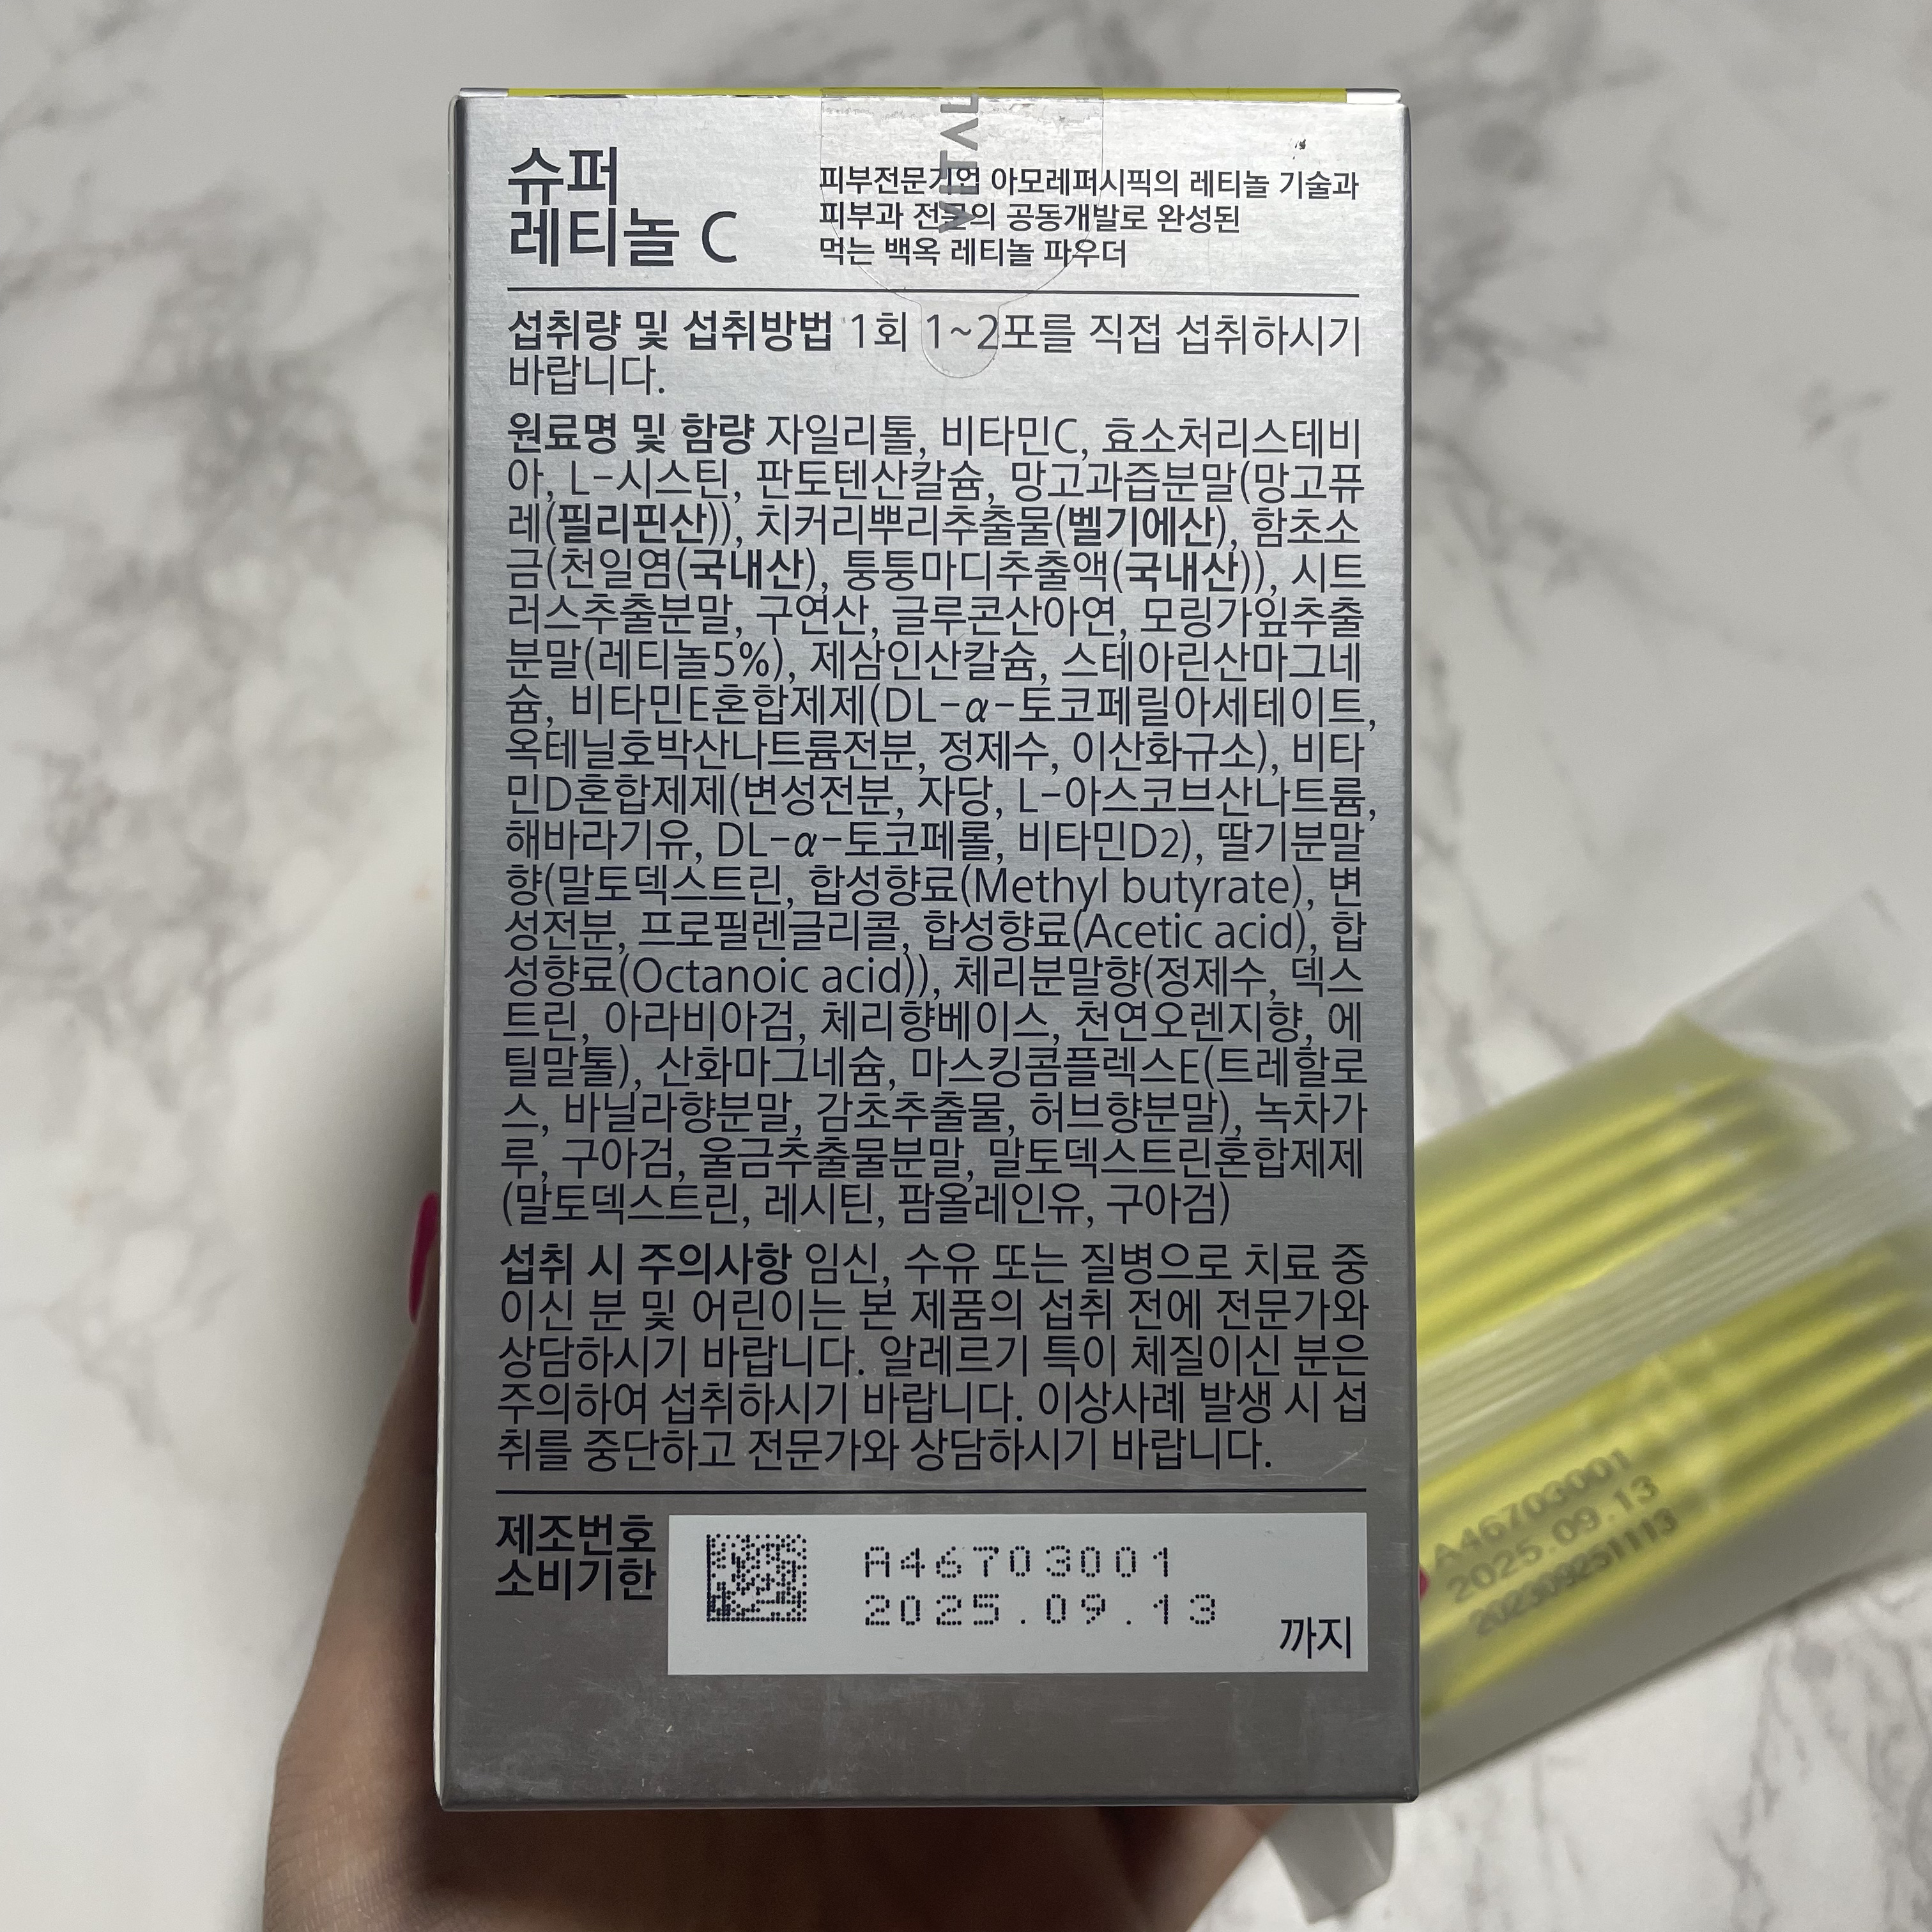 VITAL
슈퍼
레티놀 C
피부전문기업 아모레퍼시픽의 레티놀 기술과
피부과 전문의 공동개발로 완성된
먹는 백옥 레티놀 파우더
섭취량 및 섭취방법 1회 1~2포를 직접 섭취하시기
바랍니다.
원료명 및 함량 자일리톨, 비타민C, 효소처리스테비
아, L-시스틴, 판토텐산칼슘, 망고과즙분말(망고퓨
레(필리핀산)), 치커리뿌리추출물(벨기에산), 함초소
금(천일염(국내산), 퉁퉁마디추출액(국내산)), 시트
러스추출분말, 구연산, 글루콘산아연, 모링가잎추출
분말(레티놀5%), 제삼인산칼슘, 스테아린산마그네
슘, 비타민E혼합제제(DL-α-토코페릴아세테이트,
옥테닐호박산나트륨전분, 정제수, 이산화규소), 비타
민D혼합제제(변성전분, 자당, L-아스코브산나트륨,
해바라기유, DL-α-토코페롤, 비타민D2), 딸기분말
향(말토덱스트린, 합성향료(Methyl butyrate), 변
성전분, 프로필렌글리콜, 합성향료(Acetic acid), 합
성향료(Octanoic acid)), 체리분말향(정제수, 덱스
트린, 아라비아검, 체리향베이스, 천연오렌지향, 에
틸말톨), 산화마그네슘, 마스킹콤플렉스E(트레할로
스, 바닐라향분말, 감초추출물, 허브향분말), 녹차가
루, 구아검, 울금추출물분말, 말토덱스트린혼합제제
(말토덱스트린, 레시틴, 팜올레인유, 구아검)
섭취 시 주의사항 임신, 수유 또는 질병으로 치료 중
이신 분 및 어린이는 본 제품의 섭취 전에 전문가와
상담하시기 바랍니다. 알레르기 특이 체질이신 분은
주의하여 섭취하시기 바랍니다. 이상사례 발생 시 섭
취를 중단하고 전문가와 상담하시기 바랍니다.
제조번호
소비기한
A46703001
2025.09.13
까지
A46703001
2025.09.13
202309251113